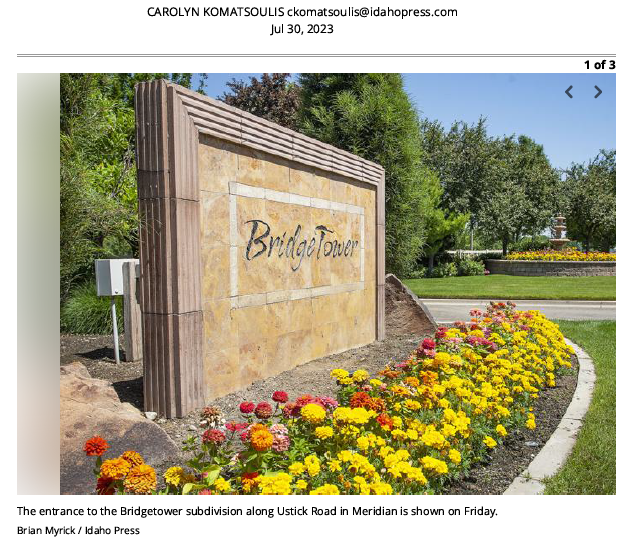 CAROLYN KOMATSOULIS ckomatsoulis@idahopress.com
Jul 30, 2023
1 of 3
BridgeTower
The entrance to the Bridgetower subdivision along Ustick Road in Meridian is shown on Friday.
Brian Myrick / Idaho Press